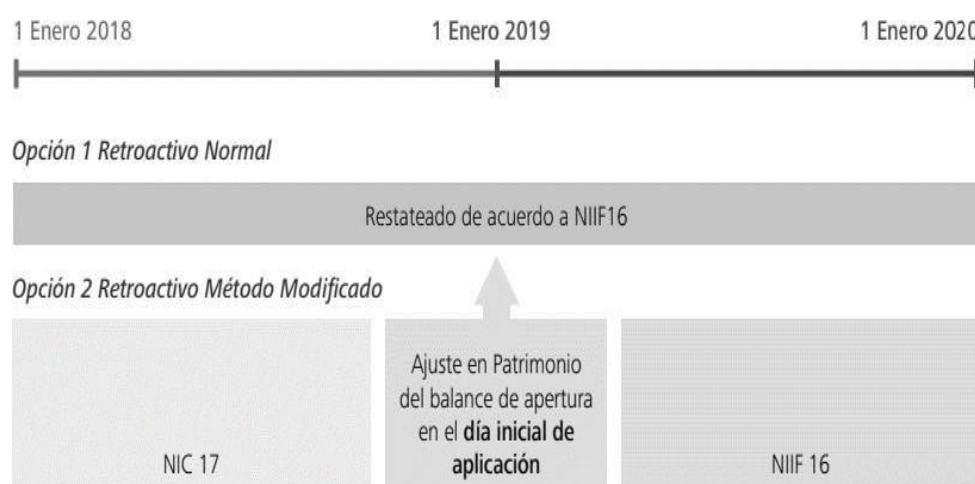 1 Enero 2018 1 Enero 2019 1 Enero 2020
Opción 1 Retroactivo Normal
Restateado de acuerdo a NIIF16
Opción 2 Retroactivo Método Modificado
Ajuste en Patrimonio
del balance de apertura
en el día inicial de
aplicación
NIC 17
NIIF 16